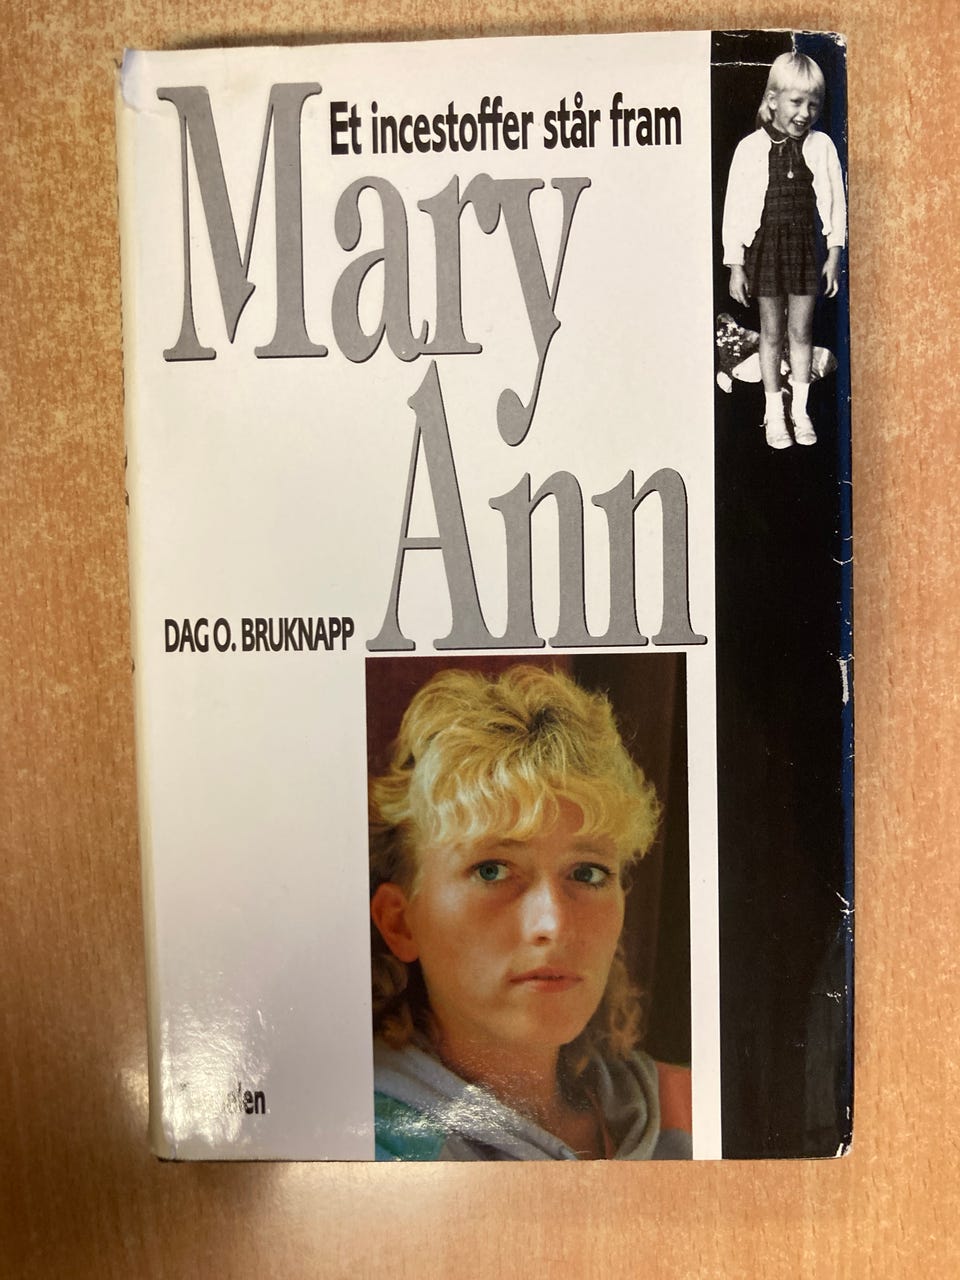 Et incestoffer står fram
Mary
Ann
DAG O. BRUKNAPP